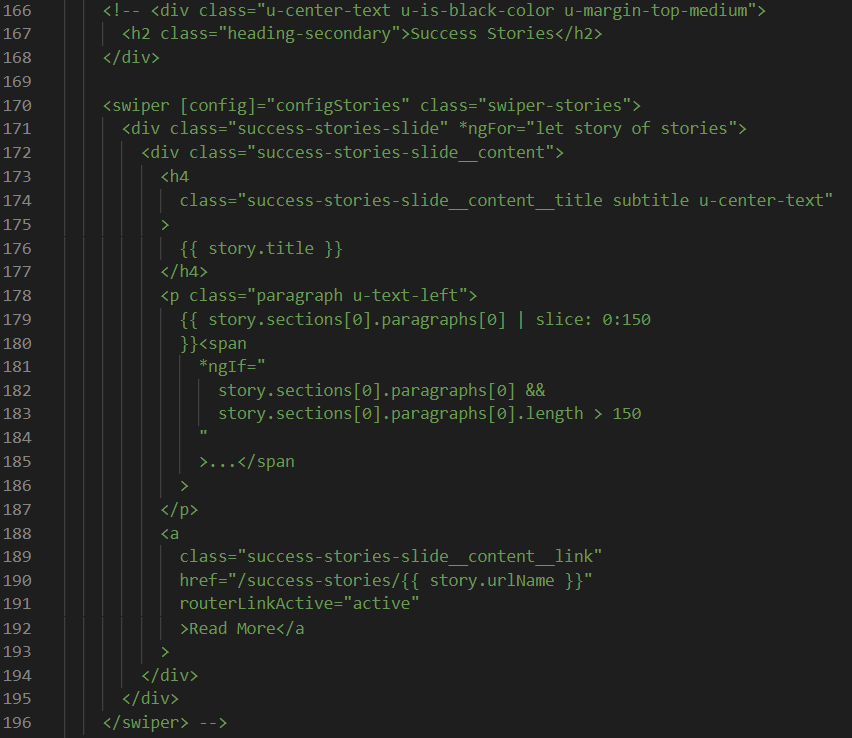 166 <!-- <div class="u-center-text u-is-black-color u-margin-top-medium">
167 <h2 class="heading-secondary">Success Stories</h2>
168 </div>
169
170 <swiper [config]="configStories" class="swiper-stories">
171 <div class="success-stories-slide" *ngFor="let story of stories">
172 <div class="success-stories-slide__content">
173 <h4
174 class="success-stories-slide__content__title subtitle u-center-text"
175 >
176 {{ story.title }}
177 </h4>
178 <p class="paragraph u-text-left">
179 {{ story.sections[0].paragraphs[0] | slice: 0:150
180 }}<span
181 *ngIf="
182 story.sections[0].paragraphs[0] &&
183 story.sections[0].paragraphs[0].length > 150
184 "
185 >...</span
186 >
187 </p>
188 <a
189 class="success-stories-slide__content__link"
190 href="/success-stories/{{ story.urlName }}"
191 routerLinkActive="active"
192 >Read More</a
193 >
194 </div>
195 </div>
196 </swiper> -->